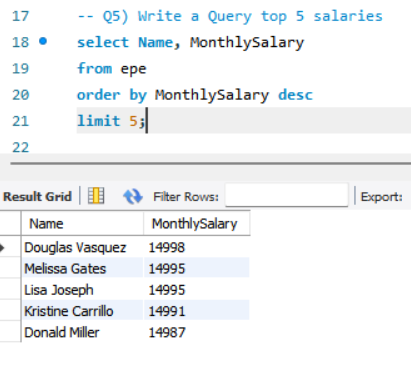 17 -- Q5) Write a Query top 5 salaries
18 select Name, MonthlySalary
19 from epe
20 order by MonthlySalary desc
21 limit 5;
22
Result Grid Filter Rows: Export:
Name MonthlySalary
Douglas Vasquez 14998
Melissa Gates 14995
Lisa Joseph 14995
Kristine Carrillo 14991
Donald Miller 14987